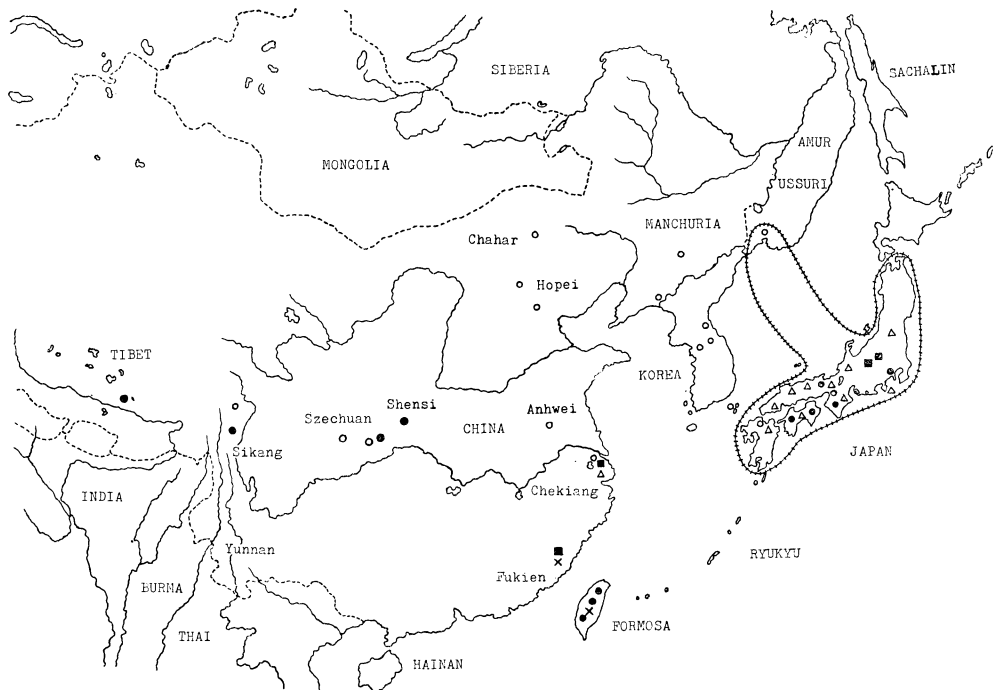 SIBERIA
SACHALIN
AMUR
MONGOLIA
USSURI
MANCHURIA
Chahar
Hopei
TIBET
KOREA
Shensi
Szechuan
Anhwei
CHINA
Sikang
JAPAN
INDIA
Chekiang
Yunnan
RYUKYU
Fukien
BURMA
FORMOSA
THAI
HAINAN